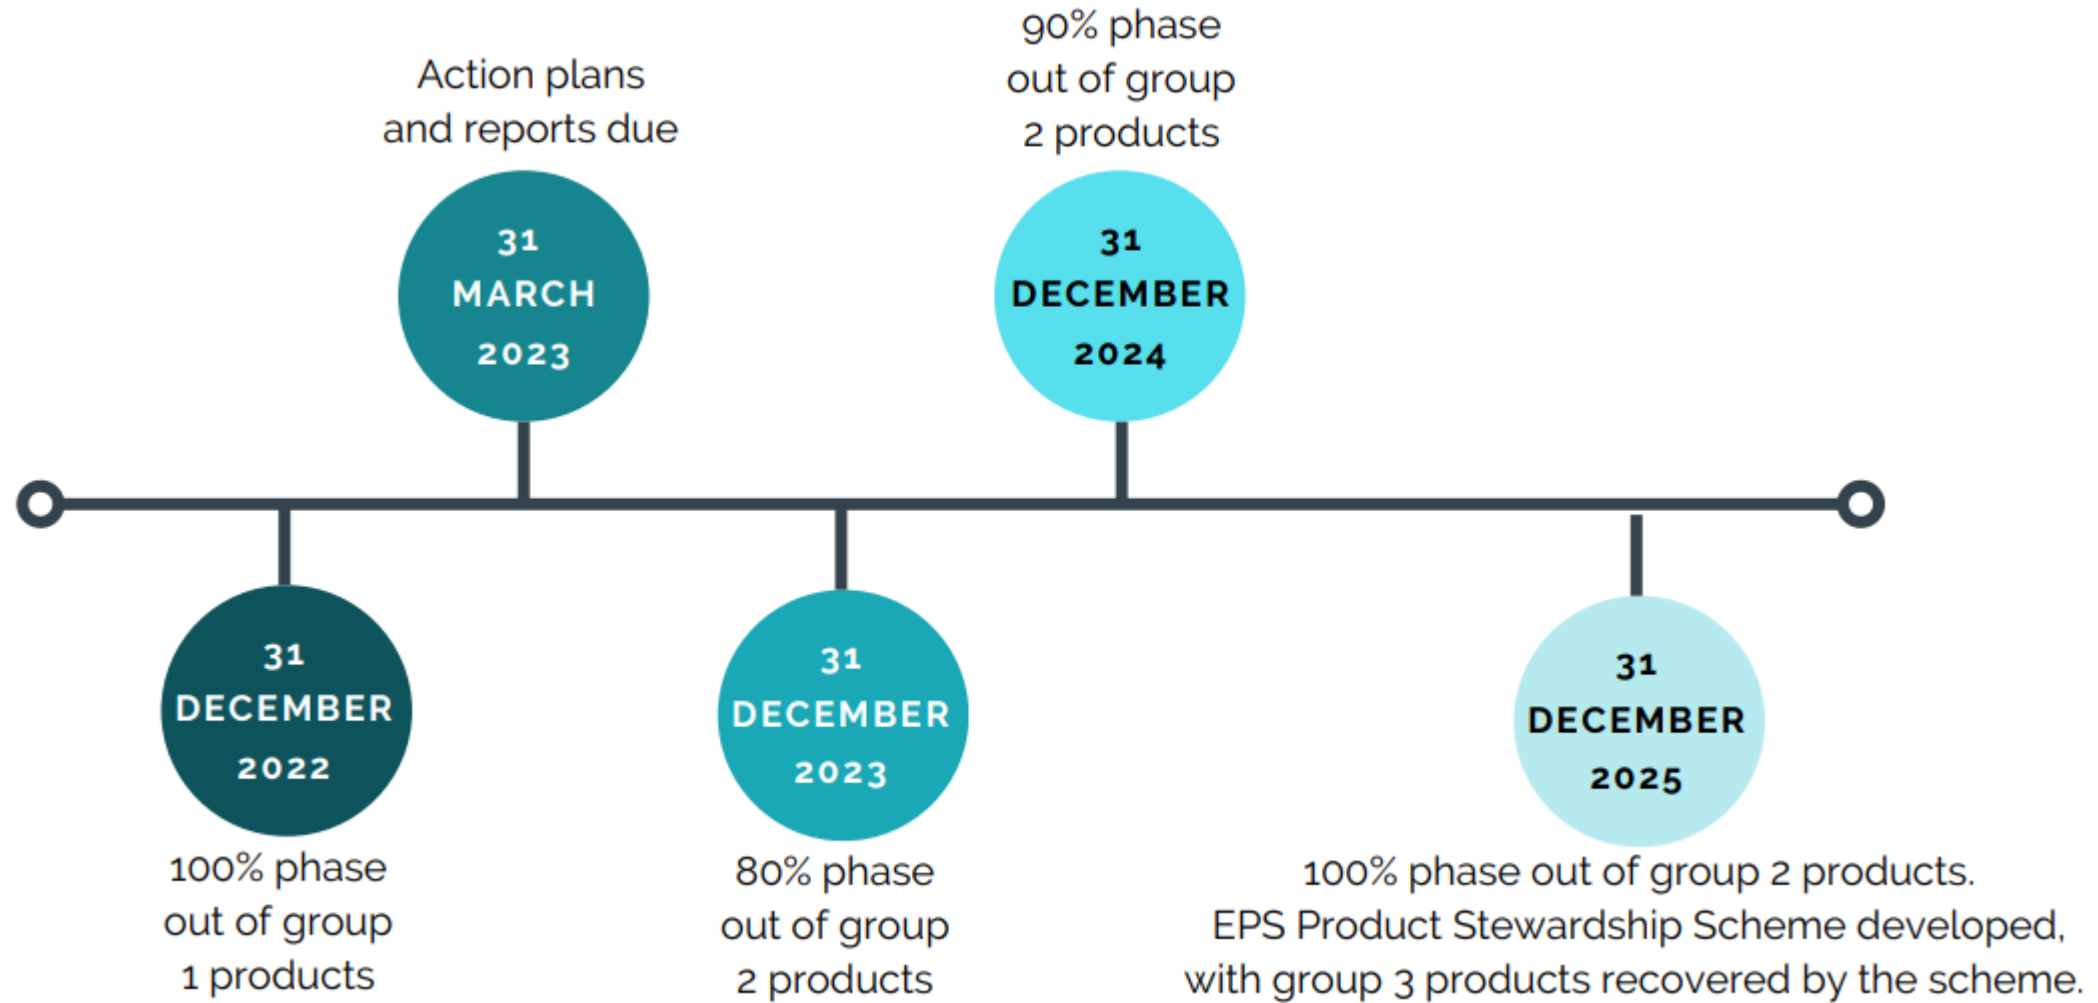 Action plans
and reports due
31
MARCH
2023
90% phase
out of group
2 products
31
DECEMBER
2024
31
DECEMBER
2022
100% phase
out of group
1 products
31
DECEMBER
2023
80% phase
out of group
2 products
31
DECEMBER
2025
100% phase out of group 2 products.
EPS Product Stewardship Scheme developed,
with group 3 products recovered by the scheme.